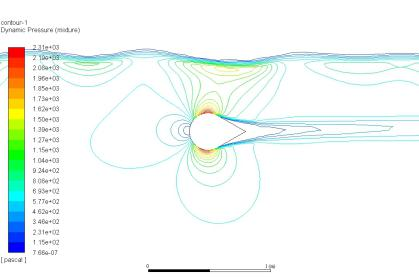 contour-1
Dynamic Pressure (mixture)
2.31e+03
2.19e+03
2.08e+03
1.96e+03
1.85e+03
1.73e+03
1.62e+03
1.50e+03
1.39e+03
1.27e+03
1.15e+03
1.04e+03
9.24e+02
8.08e+02
6.93e+02
5.77e+02
4.62e+02
3.46e+02
2.31e+02
1.15e+02
7.66e-07
[ pascal ]
0
1 (m)